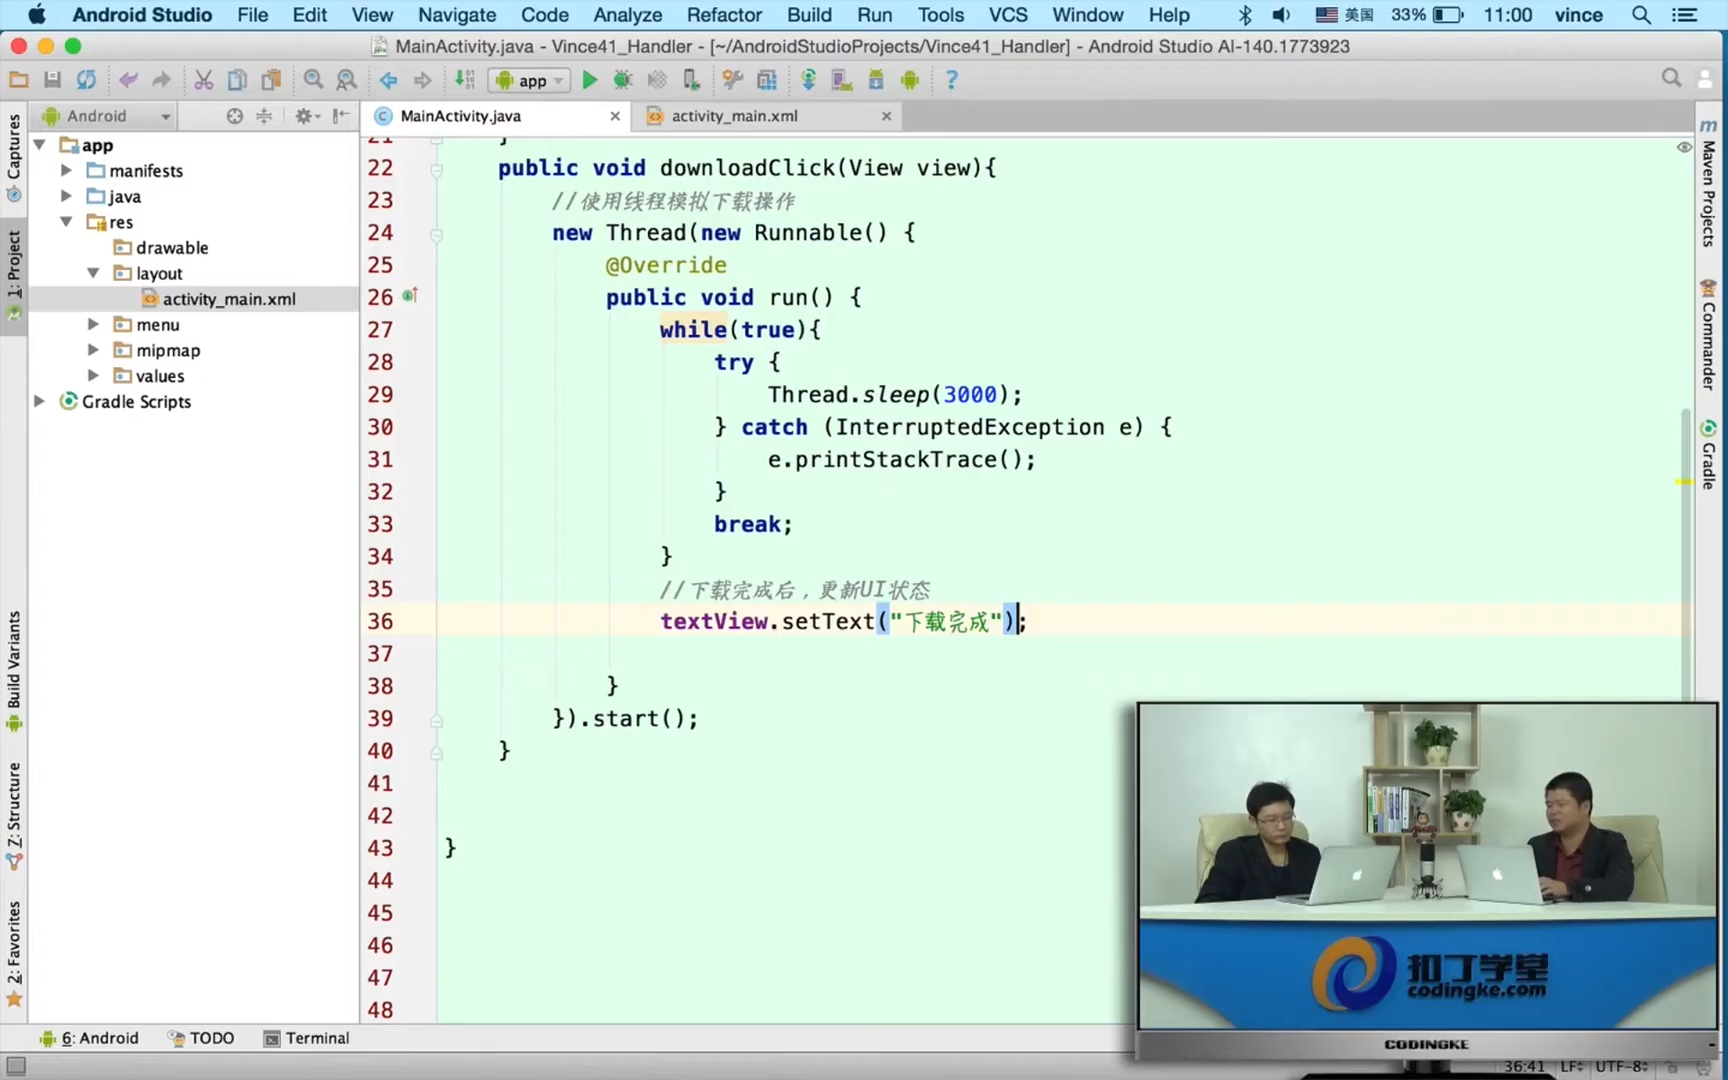 Android Studio File Edit View Navigate Code Analyze Refactor Build Run Tools VCS Window Help 美国 33% 11:00 vince
MainActivity.java - Vince41_Handler - [~/AndroidStudioProjects/Vince41_Handler] - Android Studio AI-140.1773923
app
Android
MainActivity.java
activity_main.xml
Captures
1: Project
Build Variants
Z: Structure
2: Favorites
app
manifests
java
res
drawable
layout
activity_main.xml
menu
mipmap
values
Gradle Scripts
21 }
22 public void downloadClick(View view){
23 //使用线程模拟下载操作
24 new Thread(new Runnable() {
25 @Override
26 public void run() {
27 while(true){
28 try {
29 Thread.sleep(3000);
30 } catch (InterruptedException e) {
31 e.printStackTrace();
32 }
33 break;
34 }
35 //下载完成后，更新UI状态
36 textView.setText("下载完成");
37
38 }
39 }).start();
40 }
41
42
43 }
44
45
46
47
48
m
Maven Projects
Commander
Gradle
扣丁学堂
codingke.com
CODINGKE
6: Android TODO Terminal
36:41 LF UTF-8